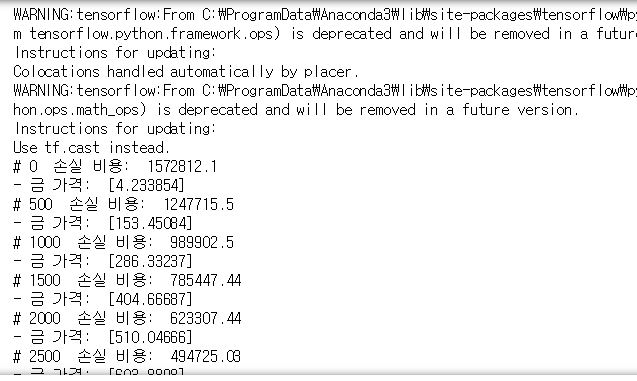 WARNING:tensorflow:From C:₩ProgramData₩Anaconda3₩lib₩site-packages₩tensorflow₩p
m tensorflow.python.framework.ops) is deprecated and will be removed in a futur
Instructions for updating:
Colocations handled automatically by placer.
WARNING:tensorflow:From C:₩ProgramData₩Anaconda3₩lib₩site-packages₩tensorflow₩py
hon.ops.math_ops) is deprecated and will be removed in a future version.
Instructions for updating:
Use tf.cast instead.
# 0 손실 비용: 1572812.1
- 금 가격: [4.233854]
# 500 손실 비용: 1247715.5
- 금 가격: [153.45084]
# 1000 손실 비용: 989902.5
- 금 가격: [286.33237]
# 1500 손실 비용: 785447.44
- 금 가격: [404.66687]
# 2000 손실 비용: 623307.44
- 금 가격: [510.04666]
# 2500 손실 비용: 494725.03
- 금 가격: